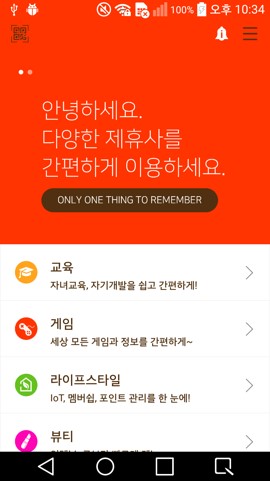 100% 오후 10:34
안녕하세요.
다양한 제휴사를
간편하게 이용하세요.
ONLY ONE THING TO REMEMBER
교육
자녀교육, 자기개발을 쉽고 간편하게!
게임
세상 모든 게임과 정보를 간편하게~
라이프스타일
IoT, 멤버쉽, 포인트 관리를 한 눈에!
뷰티